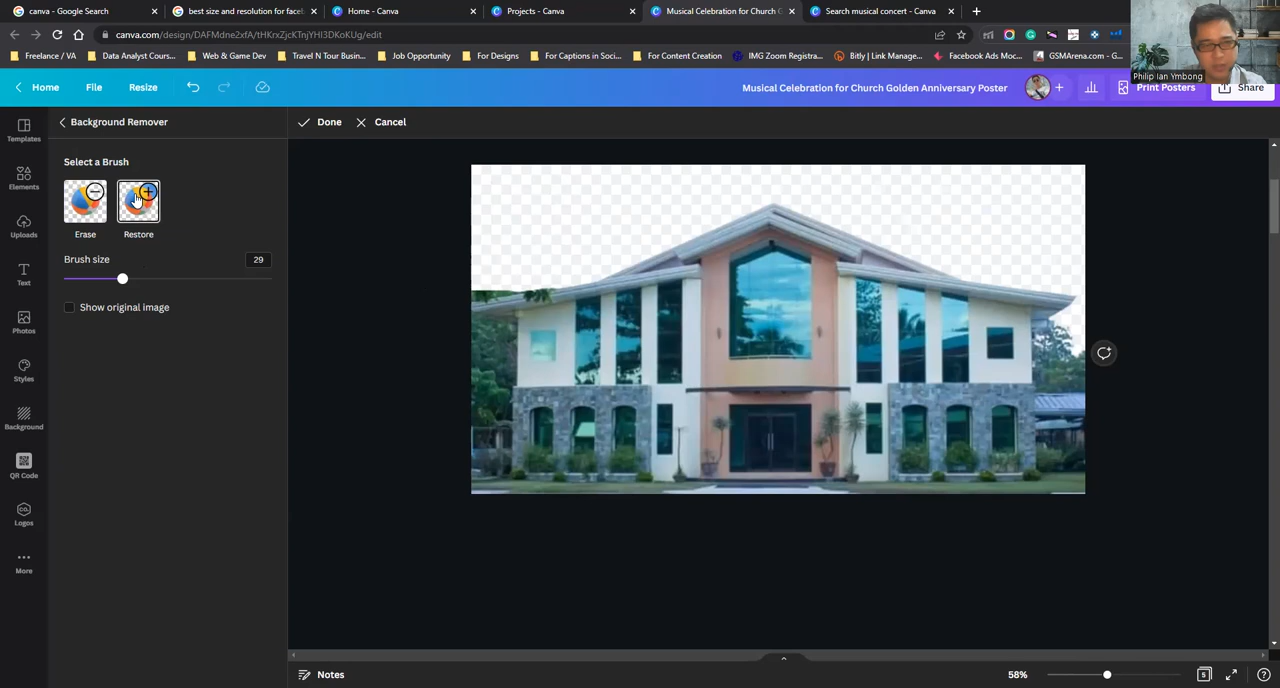 canva - Google Search
best size and resolution for face
Home - Canva
Projects - Canva
Musical Celebration for Church G
Search musical concert - Canva
canva.com/design/DAFMdne2xfA/tHKrxZjcKTnjYHI3DKoKUg/edit
Freelance / VA
Data Analyst Cours...
Web & Game Dev
Travel N Tour Busin...
Job Opportunity
For Designs
For Captions in Soci...
For Content Creation
IMG Zoom Registra...
Bitly | Link Manage...
Facebook Ads Moc...
GSMArena.com - G...
Philip Ian Ymbong
Home
File
Resize
Musical Celebration for Church Golden Anniversary Poster
Print Posters
Share
Templates
Elements
Uploads
Text
Photos
Styles
Background
QR Code
Logos
More
Background Remover
Done
Cancel
Select a Brush
Erase
Restore
Brush size
29
Show original image
Notes
58%
5